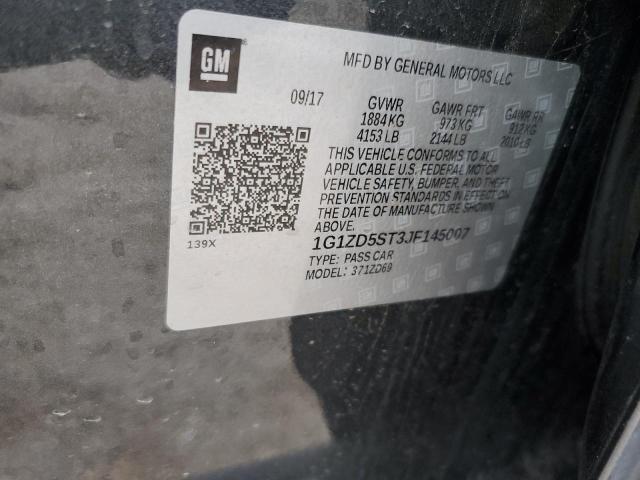 GM
MFD BY GENERAL MOTORS LLC
09/17 GVWR GAWR FRT GAWR RR
1884 KG 973 KG 912 KG
4153 LB 2144 LB 2010 LB
THIS VEHICLE CONFORMS TO ALL
APPLICABLE U.S. FEDERAL MOTOR
VEHICLE SAFETY, BUMPER, AND THEFT
PREVENTION STANDARDS IN EFFECT ON
THE DATE OF MANUFACTURE SHOWN
ABOVE.
139X
1G1ZD5ST3JF145007
TYPE: PASS CAR
MODEL: 371ZD69